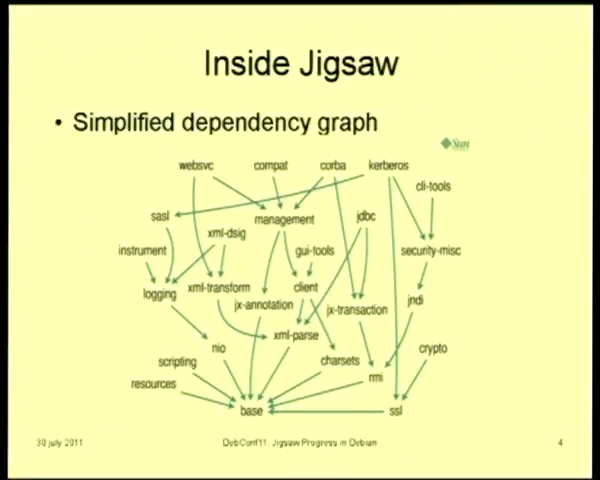 Inside Jigsaw
• Simplified dependency graph
Sun
websvc compat corba kerberos
cli-tools
sasl management jdbc
xml-dsig
instrument gui-tools security-misc
logging xml-transform client
jx-annotation jx-transaction jndi
xml-parse
nio charsets crypto
scripting
rmi
resources
base ssl
30 july 2011 DebConf11: Jigsaw Progress in Debian 4